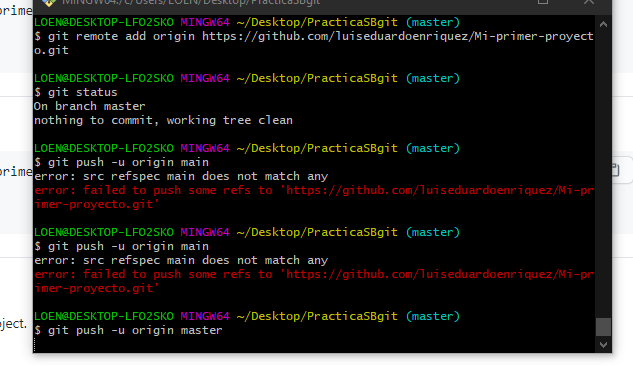 MINGW64:/c/Users/LOEN/Desktop/PracticaSBgit
LOEN@DESKTOP-LFO2SKO MINGW64 ~/Desktop/PracticaSBgit (master)
$ git remote add origin https://github.com/luiseduardoenriquez/Mi-primer-proyect
o.git
LOEN@DESKTOP-LFO2SKO MINGW64 ~/Desktop/PracticaSBgit (master)
$ git status
On branch master
nothing to commit, working tree clean
LOEN@DESKTOP-LFO2SKO MINGW64 ~/Desktop/PracticaSBgit (master)
$ git push -u origin main
error: src refspec main does not match any
error: failed to push some refs to 'https://github.com/luiseduardoenriquez/Mi-pr
imer-proyecto.git'
LOEN@DESKTOP-LFO2SKO MINGW64 ~/Desktop/PracticaSBgit (master)
$ git push -u origin main
error: src refspec main does not match any
error: failed to push some refs to 'https://github.com/luiseduardoenriquez/Mi-pr
imer-proyecto.git'
LOEN@DESKTOP-LFO2SKO MINGW64 ~/Desktop/PracticaSBgit (master)
$ git push -u origin master
prime
prime
ject.